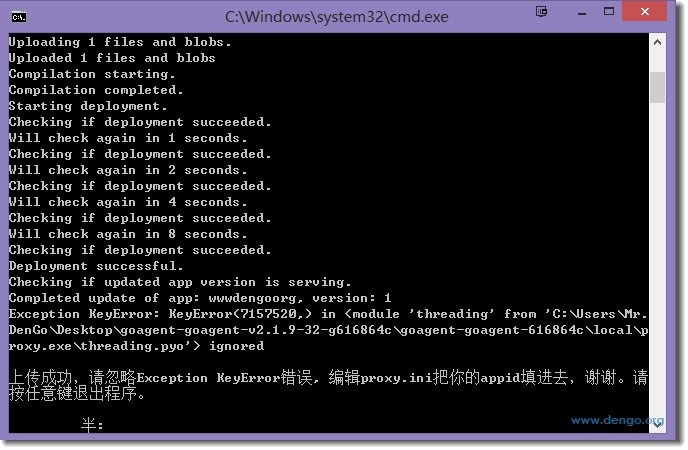 C:\Windows\system32\cmd.exe
Uploading 1 files and blobs.
Uploaded 1 files and blobs
Compilation starting.
Compilation completed.
Starting deployment.
Checking if deployment succeeded.
Will check again in 1 seconds.
Checking if deployment succeeded.
Will check again in 2 seconds.
Checking if deployment succeeded.
Will check again in 4 seconds.
Checking if deployment succeeded.
Will check again in 8 seconds.
Checking if deployment succeeded.
Deployment successful.
Checking if updated app version is serving.
Completed update of app: wwwdengoorg, version: 1
Exception KeyError: KeyError(7157520,) in <module 'threading' from 'C:\Users\Mr.
DenGo\Desktop\goagent-goagent-v2.1.9-32-g616864c\goagent-goagent-616864c\local\p
roxy.exe\threading.pyo'> ignored
上传成功，请忽略Exception KeyError错误，编辑proxy.ini把你的appid填进去，谢谢。请
按任意键退出程序。
半:
www.dengo.org